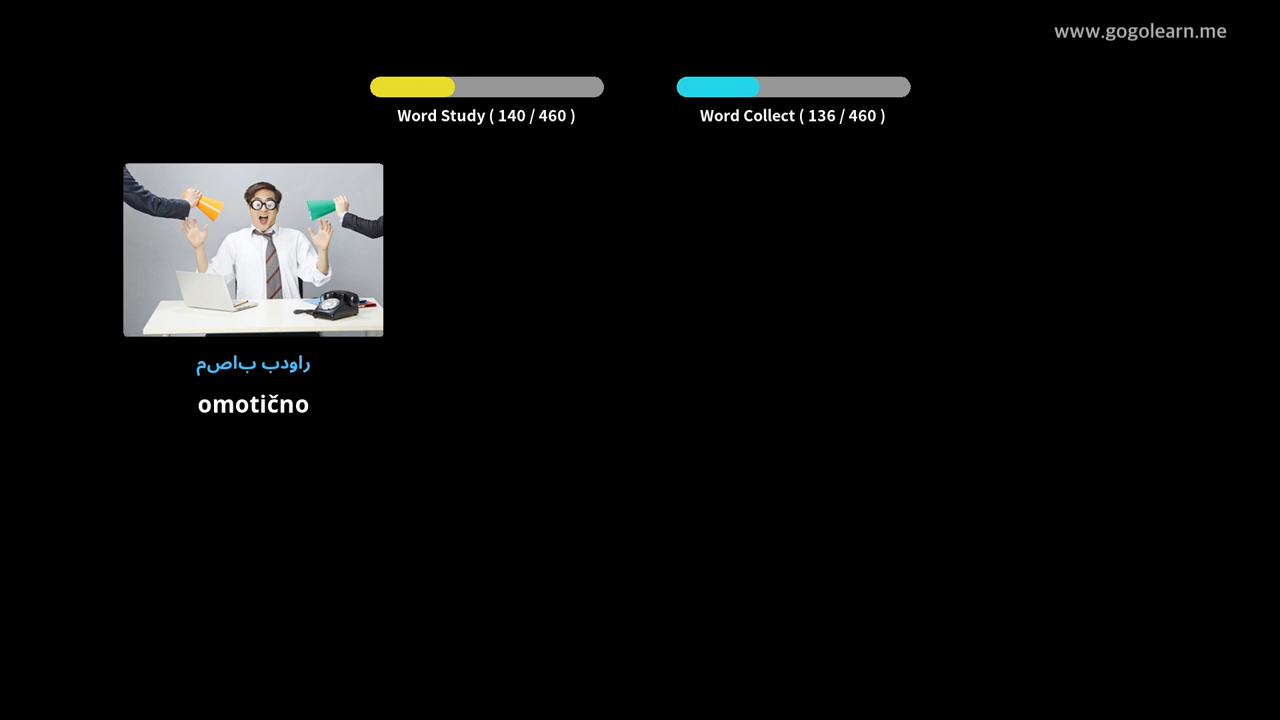 www.gogolearn.me
Word Study ( 140 / 460 )
Word Collect ( 136 / 460 )
راودب باصم
omotično